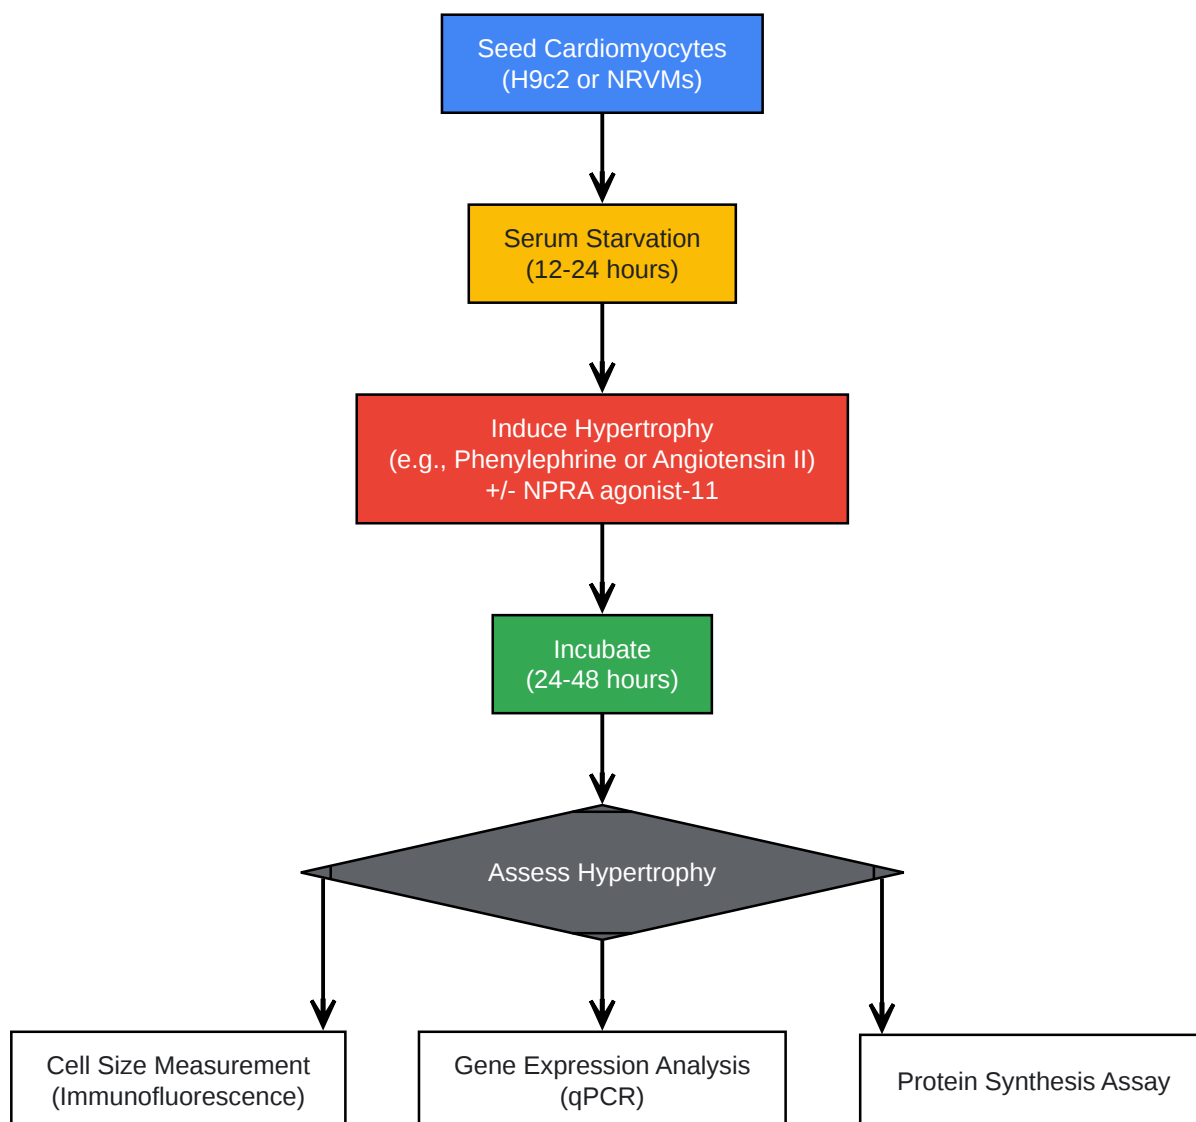 Seed Cardiomyocytes
(H9c2 or NRVMs)
Serum Starvation
(12-24 hours)
Induce Hypertrophy
(e.g., Phenylephrine or Angiotensin II)
+/- NPRA agonist-11
Incubate
(24-48 hours)
Assess Hypertrophy
Cell Size Measurement
(Immunofluorescence)
Gene Expression Analysis
(qPCR)
Protein Synthesis Assay